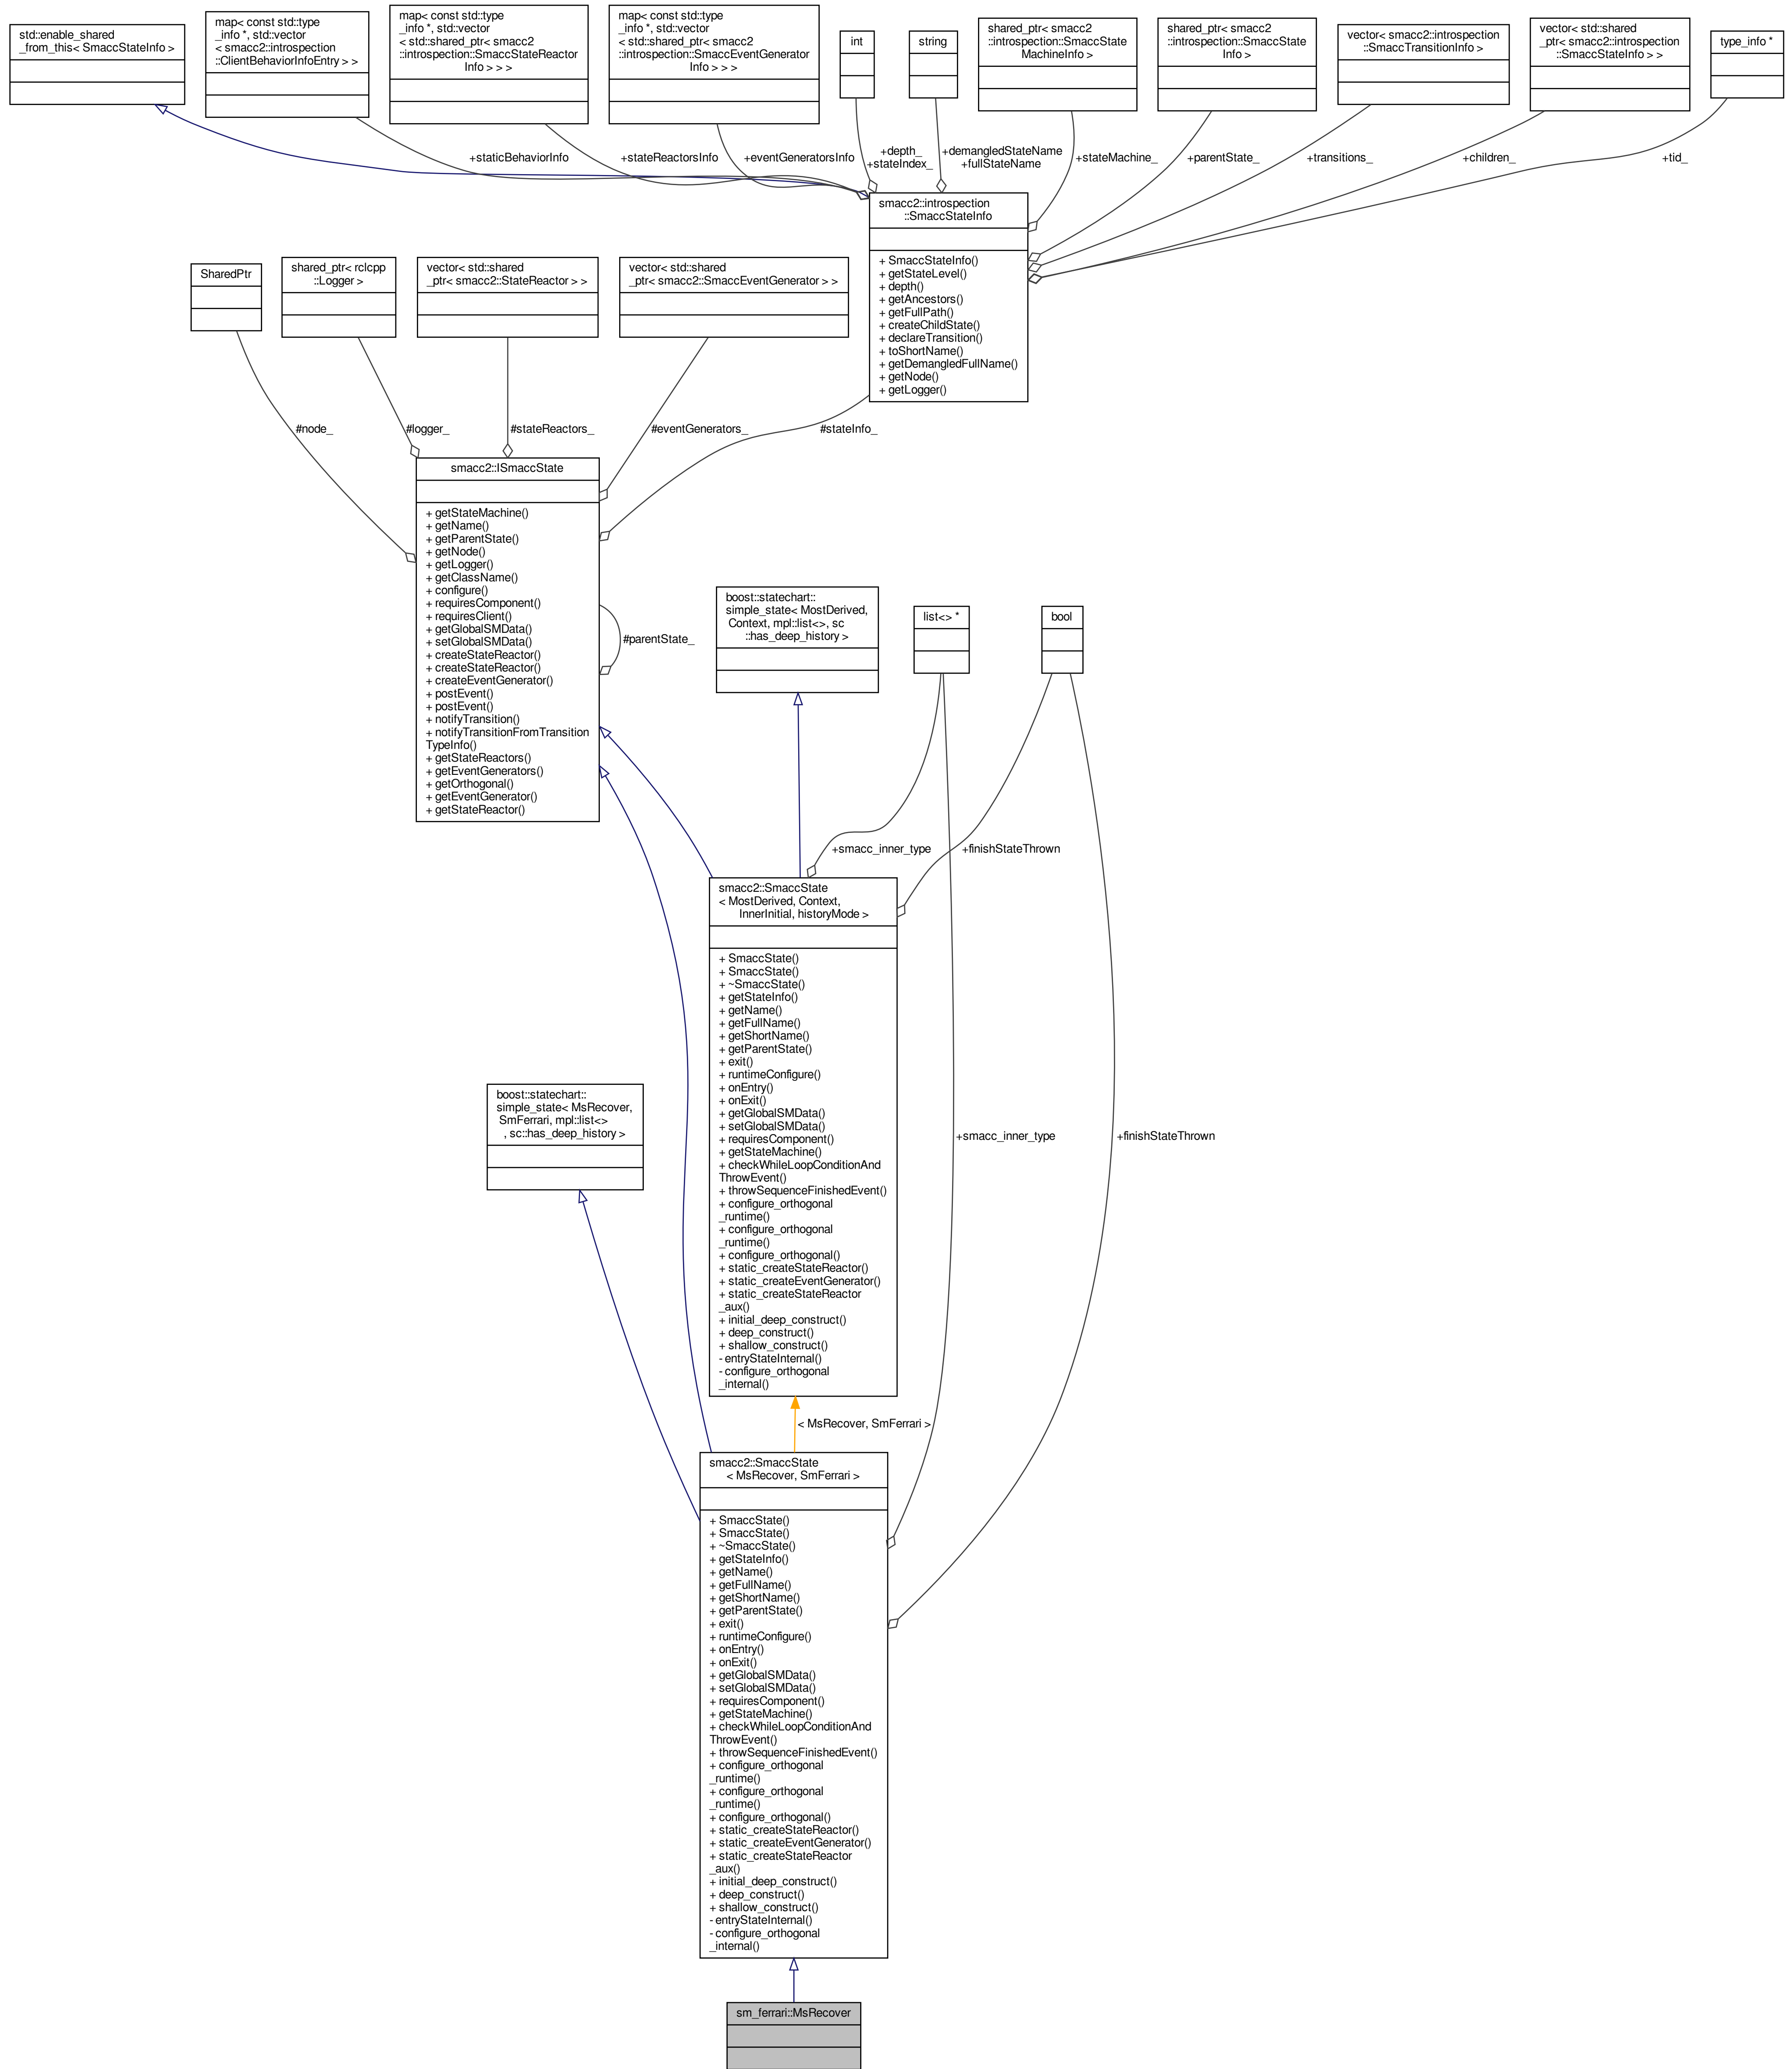 std::enable_shared
_from_this< SmaccStateInfo >
map< const std::type
_info *, std::vector
< smacc2::introspection
::ClientBehaviorInfoEntry > >
map< const std::type
_info *, std::vector
< std::shared_ptr< smacc2
::introspection::SmaccStateReactor
Info > > >
map< const std::type
_info *, std::vector
< std::shared_ptr< smacc2
::introspection::SmaccEventGenerator
Info > > >
int
string
shared_ptr< smacc2
::introspection::SmaccState
MachineInfo >
shared_ptr< smacc2
::introspection::SmaccState
Info >
vector< smacc2::introspection
::SmaccTransitionInfo >
vector< std::shared
_ptr< smacc2::introspection
::SmaccStateInfo > >
type_info *
+staticBehaviorInfo
+stateReactorsInfo
+eventGeneratorsInfo
+depth_
+stateIndex_
+demangledStateName
+fullStateName
+stateMachine_
+parentState_
+transitions_
+children_
+tid_
smacc2::introspection
::SmaccStateInfo
+ SmaccStateInfo()
+ getStateLevel()
+ depth()
+ getAncestors()
+ getFullPath()
+ createChildState()
+ declareTransition()
+ toShortName()
+ getDemangledFullName()
+ getNode()
+ getLogger()
SharedPtr
shared_ptr< rclcpp
::Logger >
vector< std::shared
_ptr< smacc2::StateReactor > >
vector< std::shared
_ptr< smacc2::SmaccEventGenerator > >
#node_
#logger_
#stateReactors_
#eventGenerators_
#stateInfo_
smacc2::ISmaccState
+ getStateMachine()
+ getName()
+ getParentState()
+ getNode()
+ getLogger()
+ getClassName()
+ configure()
+ requiresComponent()
+ requiresClient()
+ getGlobalSMData()
+ setGlobalSMData()
+ createStateReactor()
+ createStateReactor()
+ createEventGenerator()
+ postEvent()
+ postEvent()
+ notifyTransition()
+ notifyTransitionFromTransition
TypeInfo()
+ getStateReactors()
+ getEventGenerators()
+ getOrthogonal()
+ getEventGenerator()
+ getStateReactor()
#parentState_
boost::statechart::
simple_state< MostDerived,
Context, mpl::list<>, sc
::has_deep_history >
list<> *
bool
+smacc_inner_type
+finishStateThrown
smacc2::SmaccState
< MostDerived, Context,
InnerInitial, historyMode >
+ SmaccState()
+ SmaccState()
+ ~SmaccState()
+ getStateInfo()
+ getName()
+ getFullName()
+ getShortName()
+ getParentState()
+ exit()
+ runtimeConfigure()
+ onEntry()
+ onExit()
+ getGlobalSMData()
+ setGlobalSMData()
+ requiresComponent()
+ getStateMachine()
+ checkWhileLoopConditionAnd
ThrowEvent()
+ throwSequenceFinishedEvent()
+ configure_orthogonal
_runtime()
+ configure_orthogonal
_runtime()
+ configure_orthogonal()
+ static_createStateReactor()
+ static_createEventGenerator()
+ static_createStateReactor
_aux()
+ initial_deep_construct()
+ deep_construct()
+ shallow_construct()
- entryStateInternal()
- configure_orthogonal
_internal()
boost::statechart::
simple_state< MsRecover,
SmFerrari, mpl::list<>
, sc::has_deep_history >
+smacc_inner_type
+finishStateThrown
< MsRecover, SmFerrari >
smacc2::SmaccState
< MsRecover, SmFerrari >
+ SmaccState()
+ SmaccState()
+ ~SmaccState()
+ getStateInfo()
+ getName()
+ getFullName()
+ getShortName()
+ getParentState()
+ exit()
+ runtimeConfigure()
+ onEntry()
+ onExit()
+ getGlobalSMData()
+ setGlobalSMData()
+ requiresComponent()
+ getStateMachine()
+ checkWhileLoopConditionAnd
ThrowEvent()
+ throwSequenceFinishedEvent()
+ configure_orthogonal
_runtime()
+ configure_orthogonal
_runtime()
+ configure_orthogonal()
+ static_createStateReactor()
+ static_createEventGenerator()
+ static_createStateReactor
_aux()
+ initial_deep_construct()
+ deep_construct()
+ shallow_construct()
- entryStateInternal()
- configure_orthogonal
_internal()
sm_ferrari::MsRecover